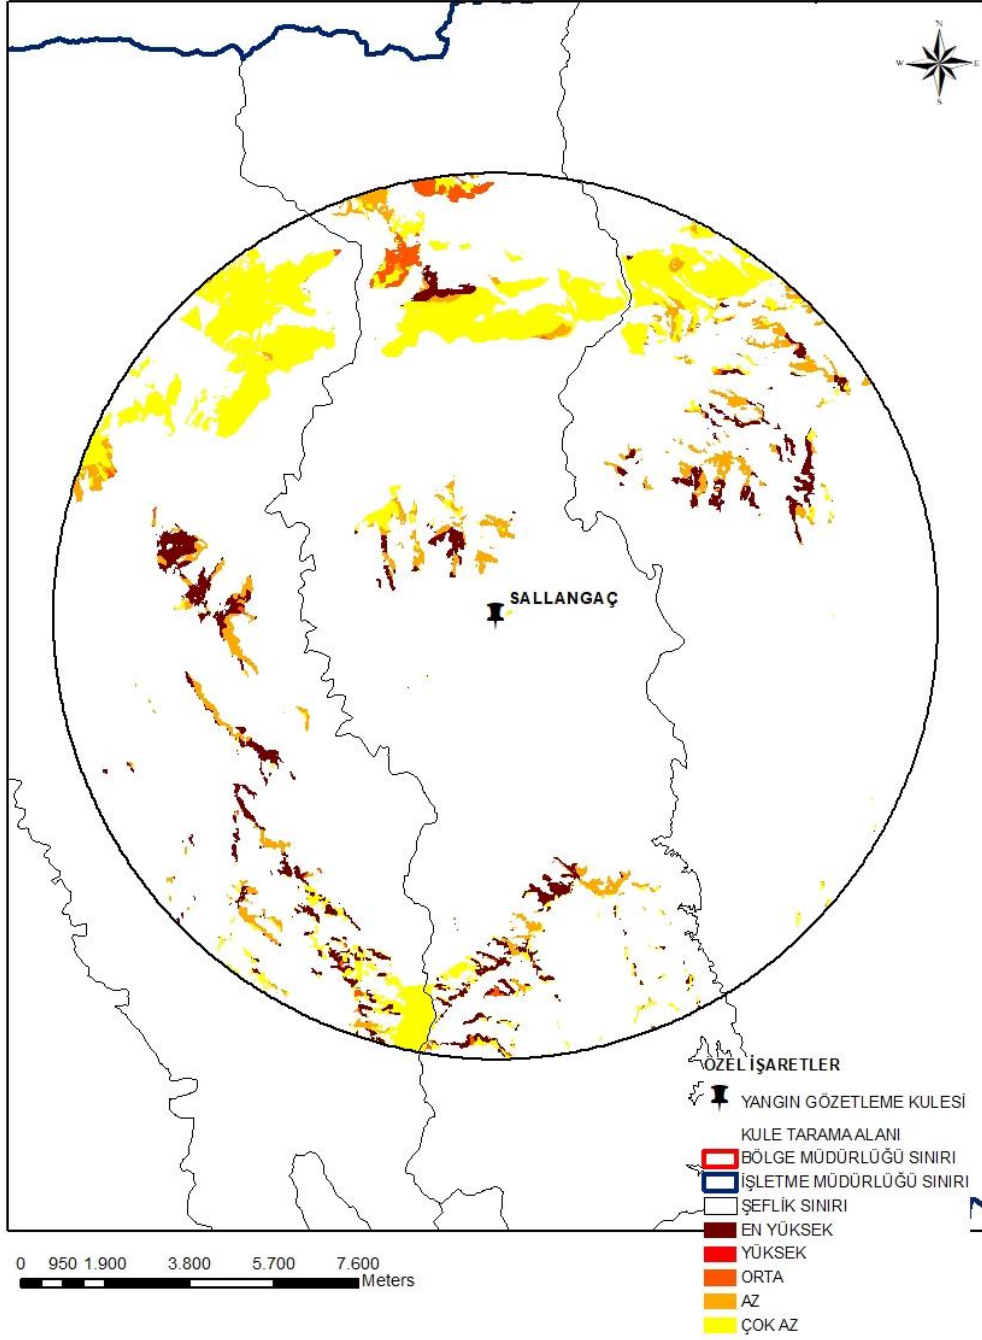 N
W E
S
SALLANGAÇ
ÖZEL İŞARETLER
YANGIN GÖZETLEME KULESİ
KULE TARAMA ALANI
BÖLGE MÜDÜRLÜĞÜ SINIRI
İŞLETME MÜDÜRLÜĞÜ SINIRI
ŞEFLİK SINIRI
EN YÜKSEK
YÜKSEK
ORTA
AZ
ÇOK AZ
0 950 1.900 3.800 5.700 7.600
Meters